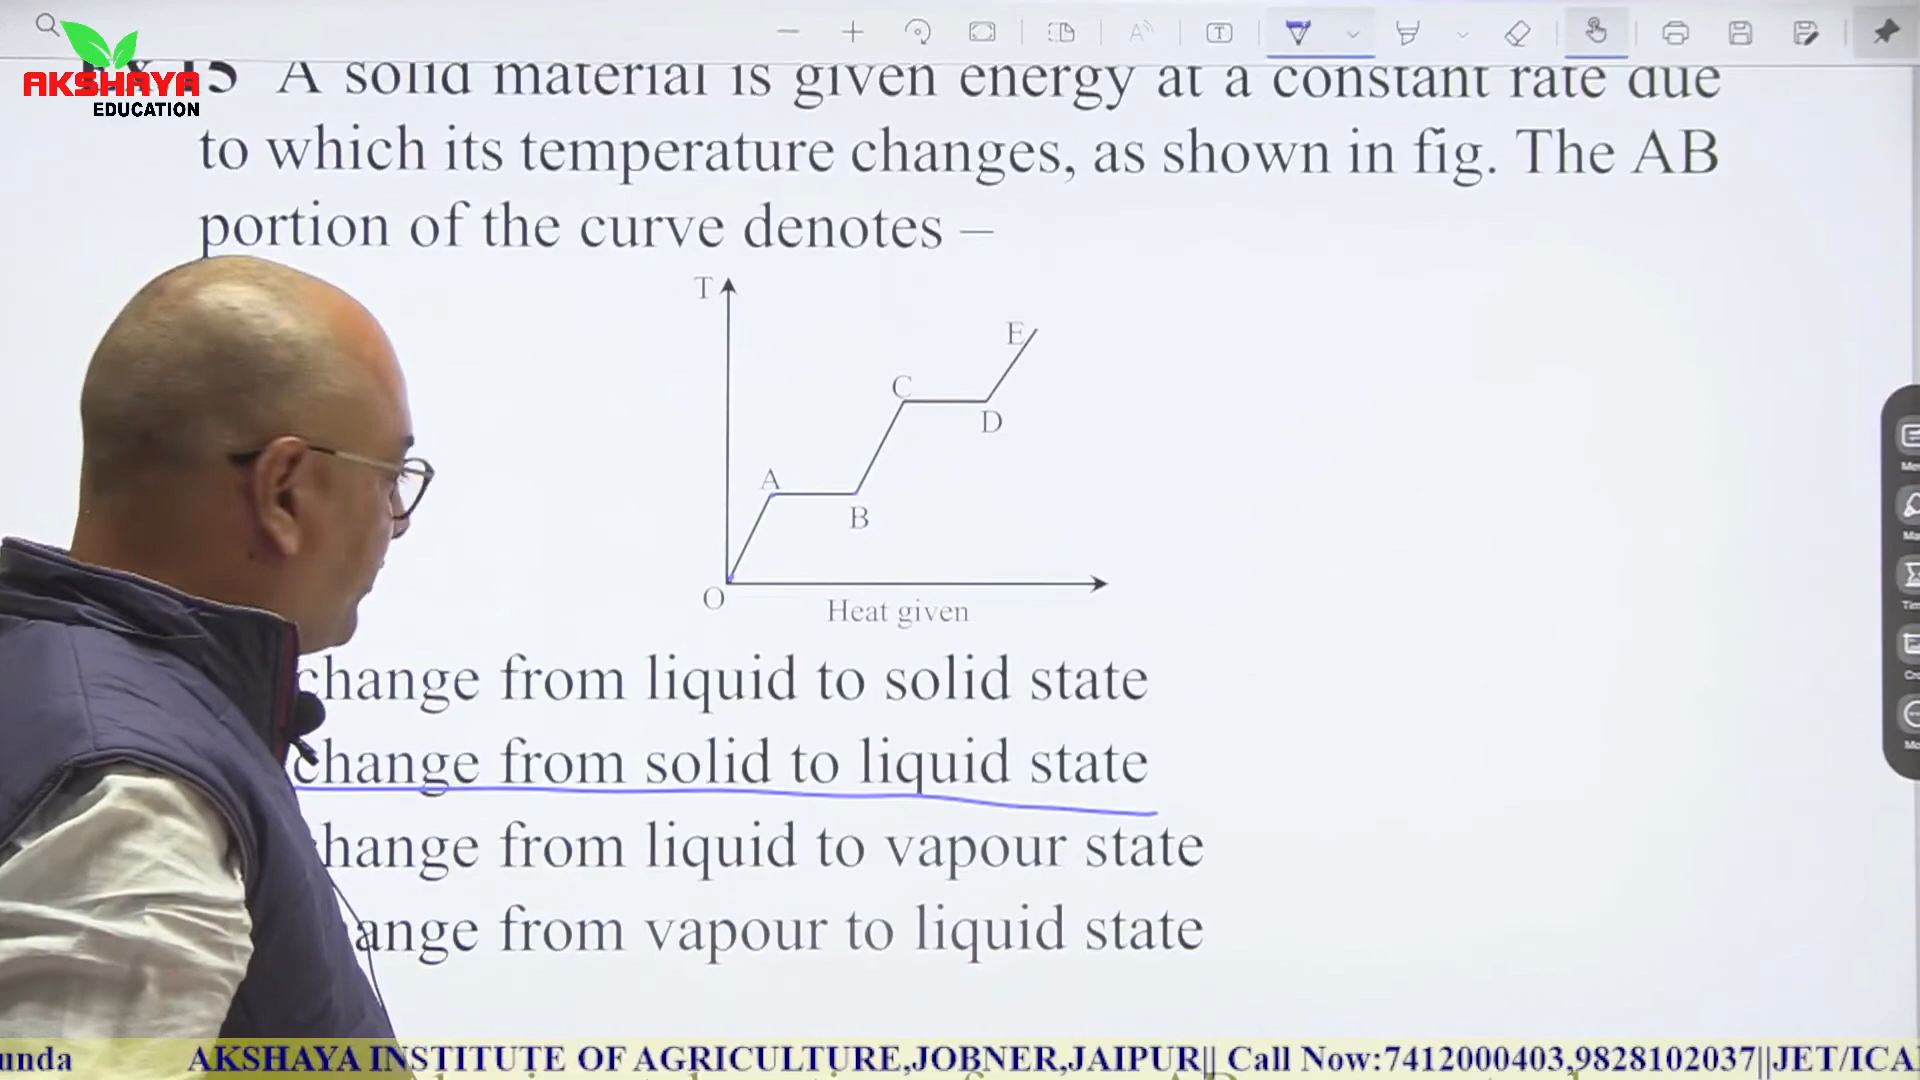 AKSHAYA
EDUCATION
15 A solid material is given energy at a constant rate due
to which its temperature changes, as shown in fig. The AB
portion of the curve denotes –
T
E
C
D
A
B
O
Heat given
change from liquid to solid state
change from solid to liquid state
hange from liquid to vapour state
ange from vapour to liquid state
unda AKSHAYA INSTITUTE OF AGRICULTURE,JOBNER,JAIPUR|| Call Now:7412000403,9828102037||JET/ICA